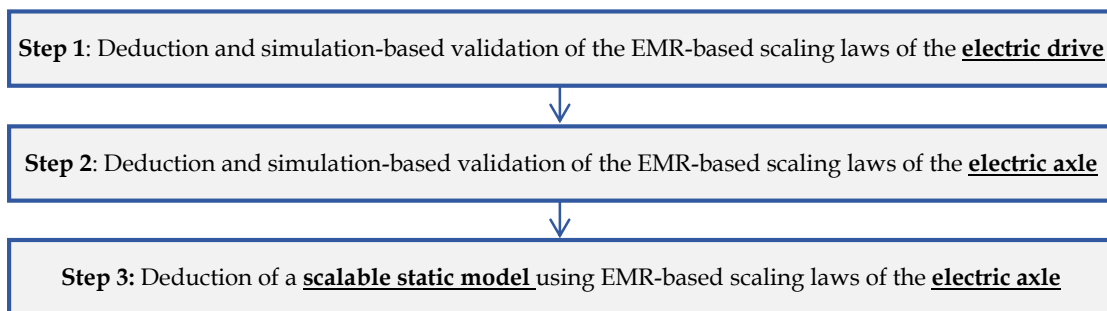 Step 1: Deduction and simulation-based validation of the EMR-based scaling laws of the electric drive
Step 2: Deduction and simulation-based validation of the EMR-based scaling laws of the electric axle
Step 3: Deduction of a scalable static model using EMR-based scaling laws of the electric axle